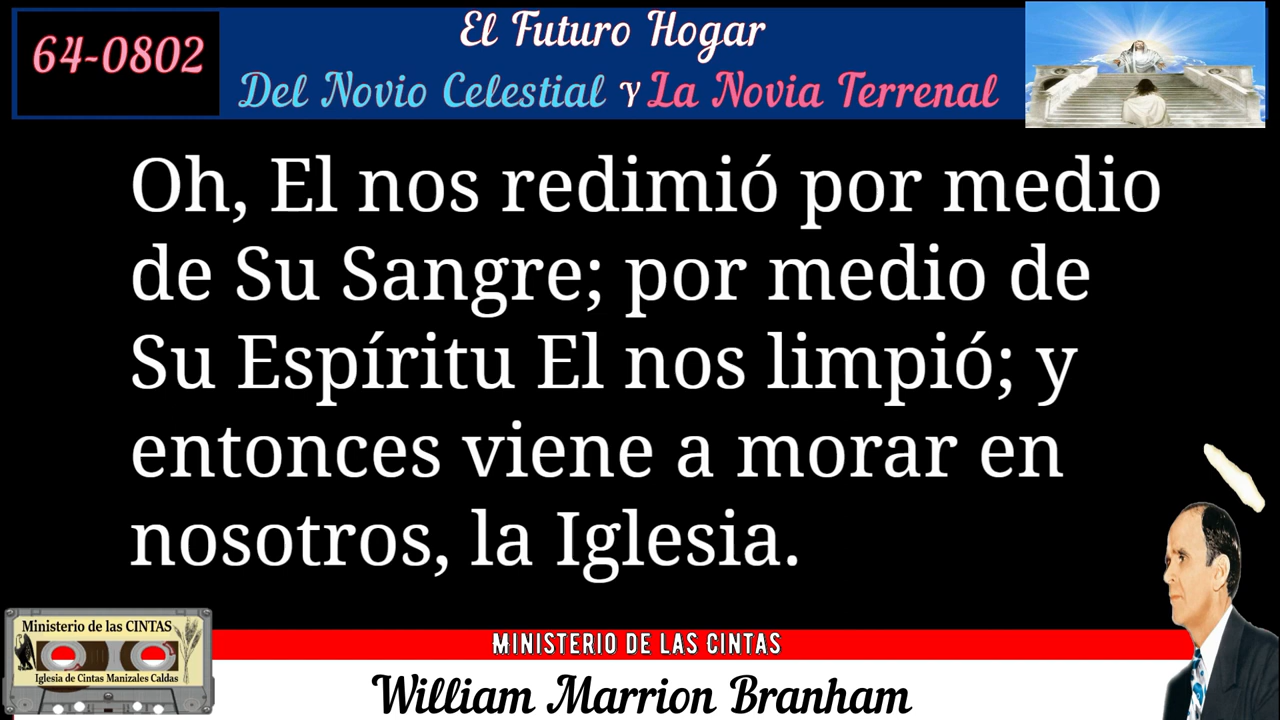 64-0802
El Futuro Hogar
Del Novio Celestial Y La Novia Terrenal
Oh, El nos redimió por medio
de Su Sangre; por medio de
Su Espíritu El nos limpió; y
entonces viene a morar en
nosotros, la Iglesia.
Ministerio de las CINTAS
Iglesia de Cintas Manizales Caldas
MINISTERIO DE LAS CINTAS
William Marrion Branham